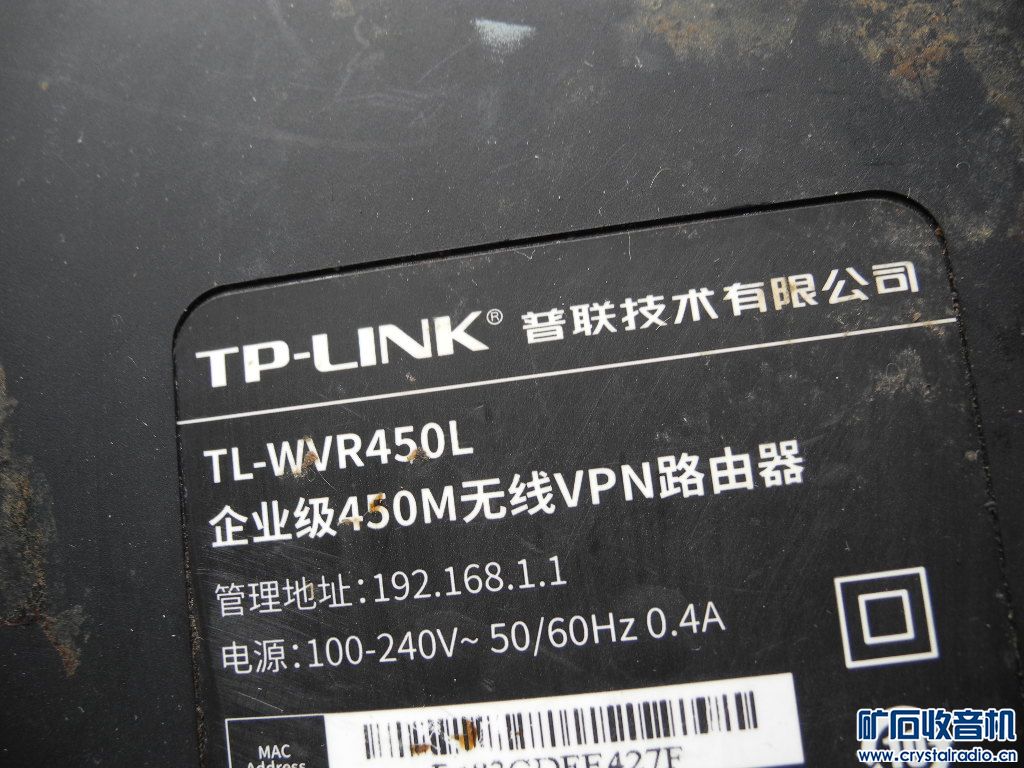 TP-LINK® 普联技术有限公司
TL-WVR450L
企业级450M无线VPN路由器
管理地址:192.168.1.1
电源:100-240V~ 50/60Hz 0.4A
MAC
Address
矿石收音机
www.crystalradio.cn